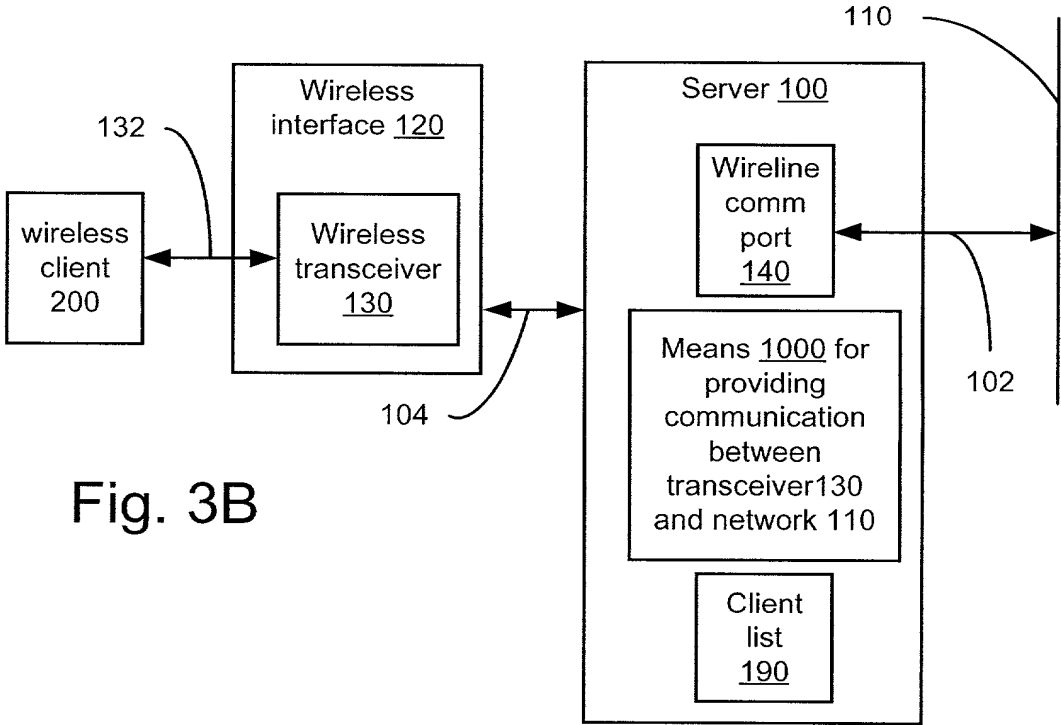 110
Wireless
interface 120
Server 100
132
Wireline
comm
port
140
wireless
client
200
Wireless
transceiver
130
Means 1000 for
providing
communication
between
transceiver130
and network 110
102
104
Fig. 3B
Client
list
190